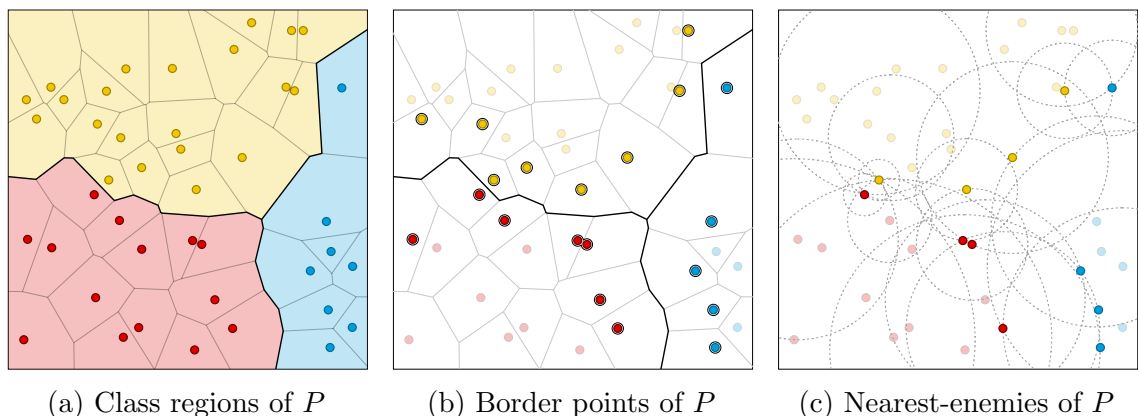 (a) Class regions of P
(b) Border points of P
(c) Nearest-enemies of P